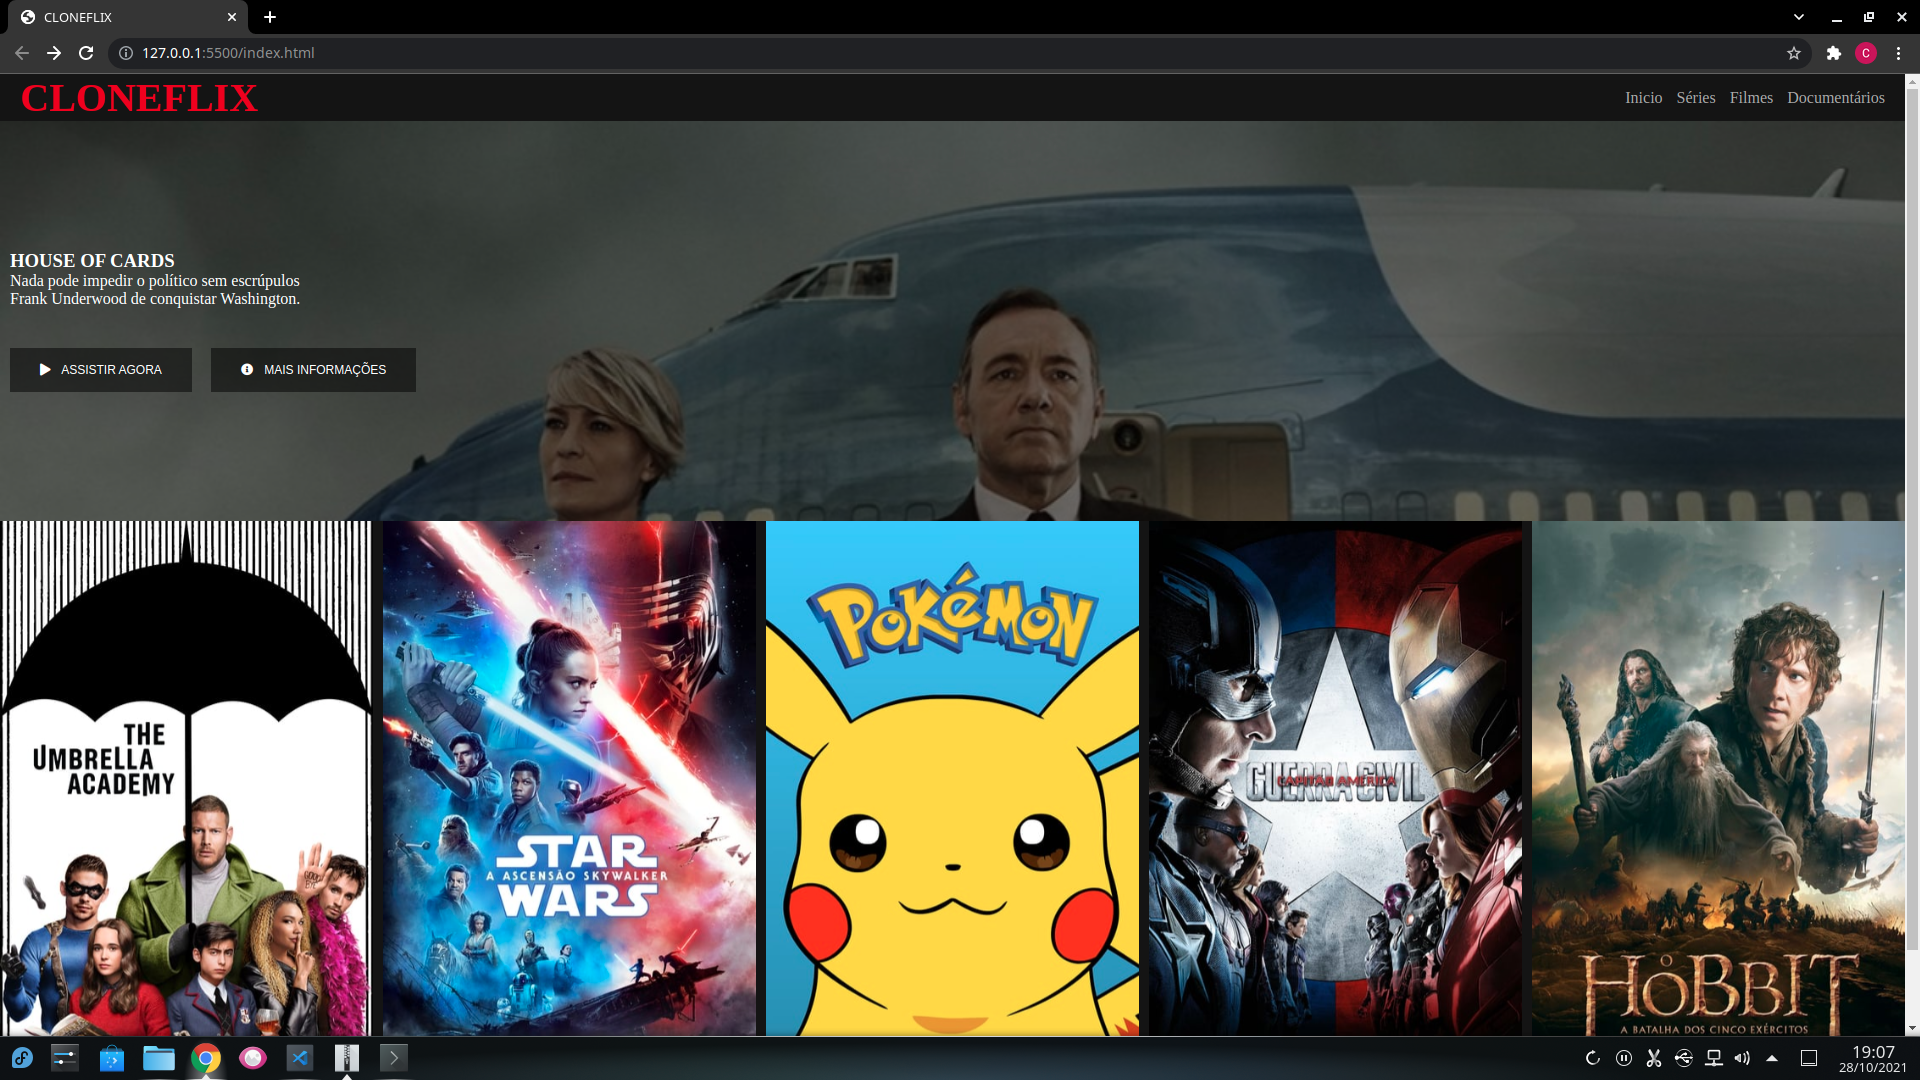 CLONEFLIX
127.0.0.1:5500/index.html
C
CLONEFLIX
Inicio Séries Filmes Documentários
HOUSE OF CARDS
Nada pode impedir o político sem escrúpulos
Frank Underwood de conquistar Washington.
ASSISTIR AGORA MAIS INFORMAÇÕES
THE
UMBRELLA
ACADEMY
STAR
A ASCENSÃO SKYWALKER
WARS
POKÉMON
CAPITÃO AMÉRICA
GUERRA CIVIL
HOBBIT
A BATALHA DOS CINCO EXÉRCITOS
19:07
28/10/2021